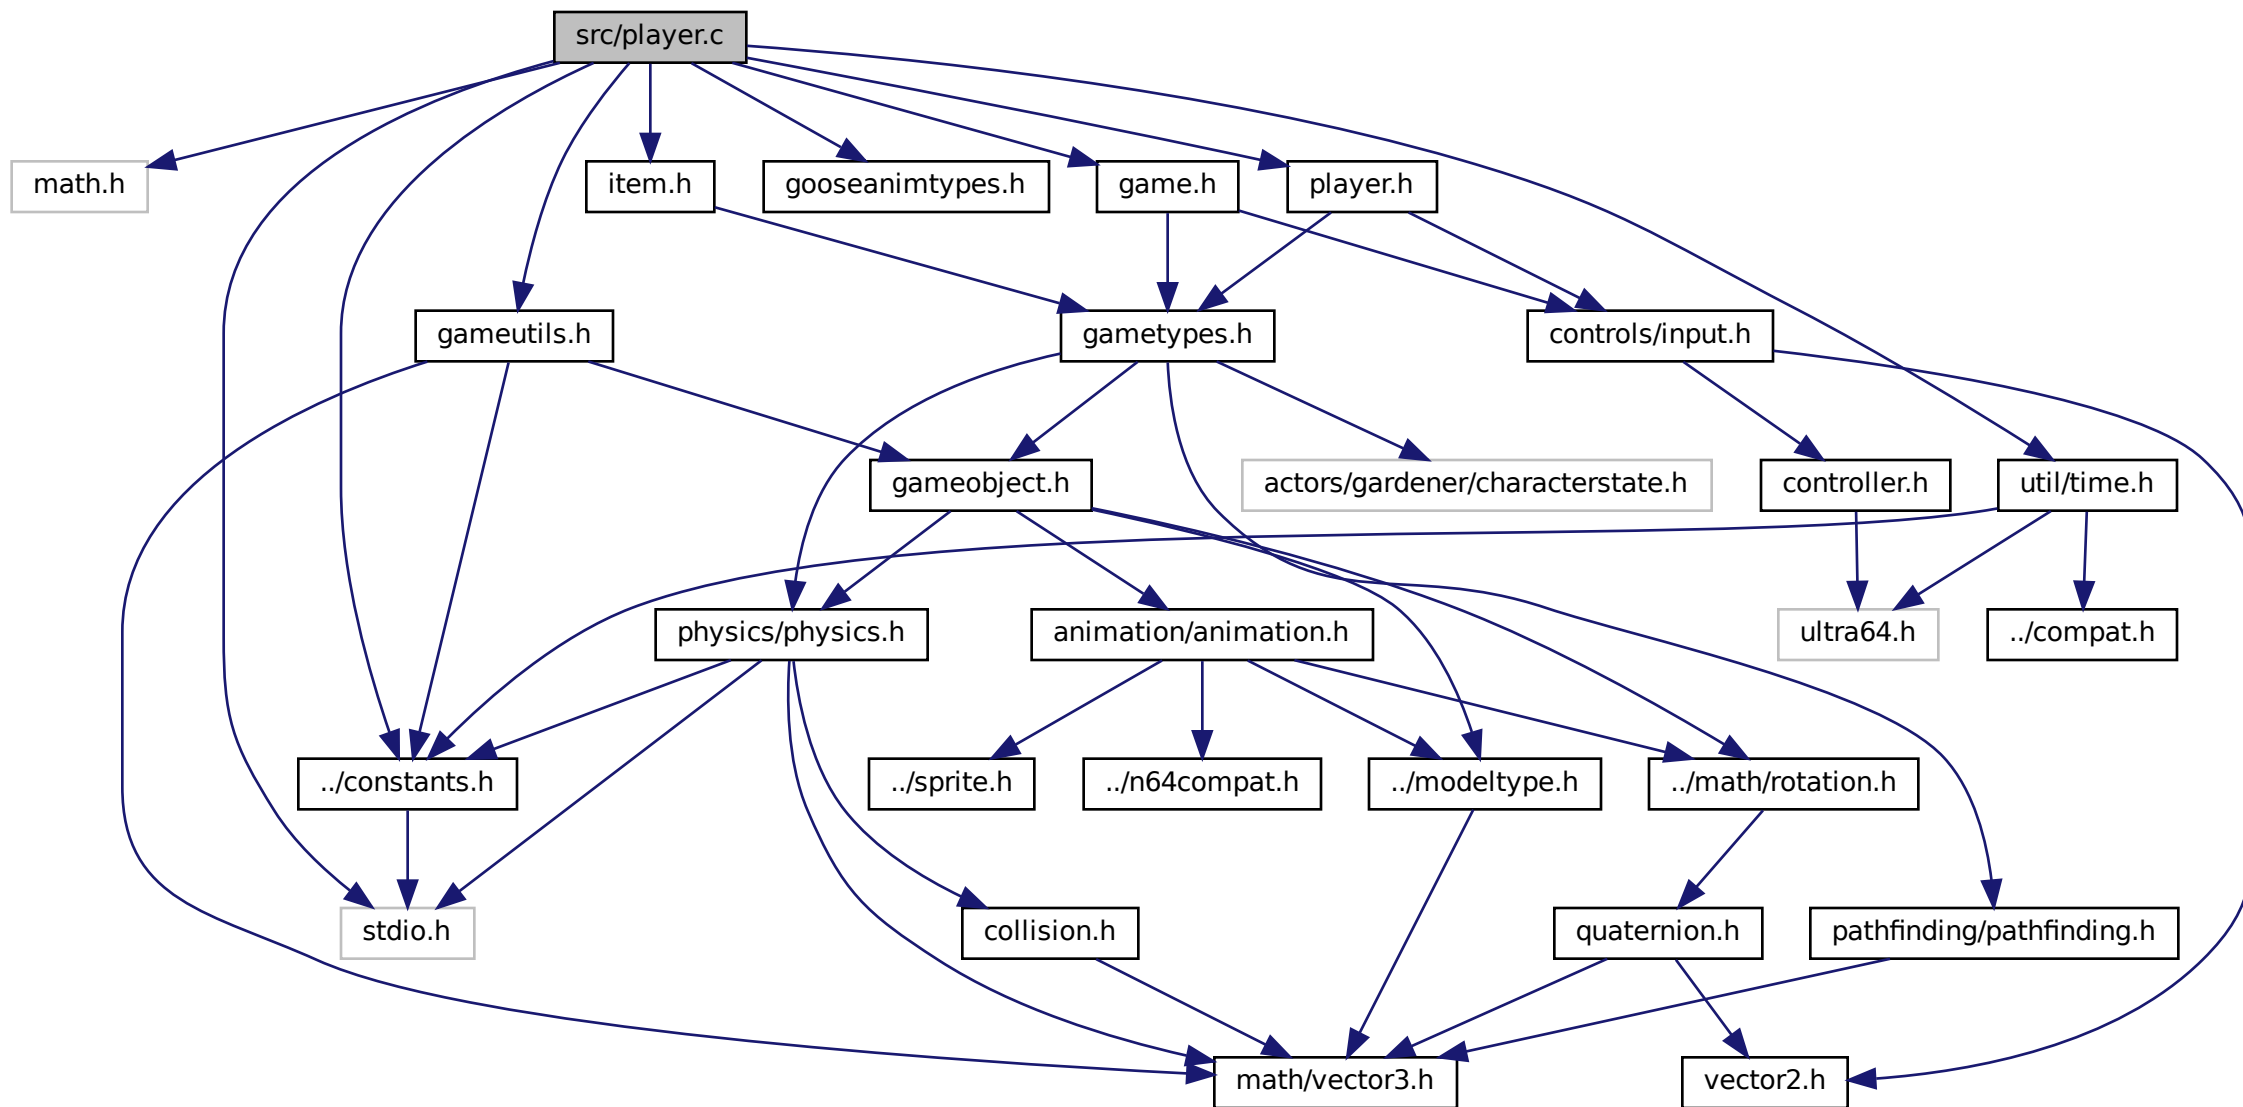 src/player.c
math.h
item.h
gooseanimtypes.h
game.h
player.h
gameutils.h
gametypes.h
controls/input.h
gameobject.h
actors/gardener/characterstate.h
controller.h
util/time.h
physics/physics.h
animation/animation.h
ultra64.h
../compat.h
../constants.h
../sprite.h
../n64compat.h
../modeltype.h
../math/rotation.h
stdio.h
collision.h
quaternion.h
pathfinding/pathfinding.h
math/vector3.h
vector2.h